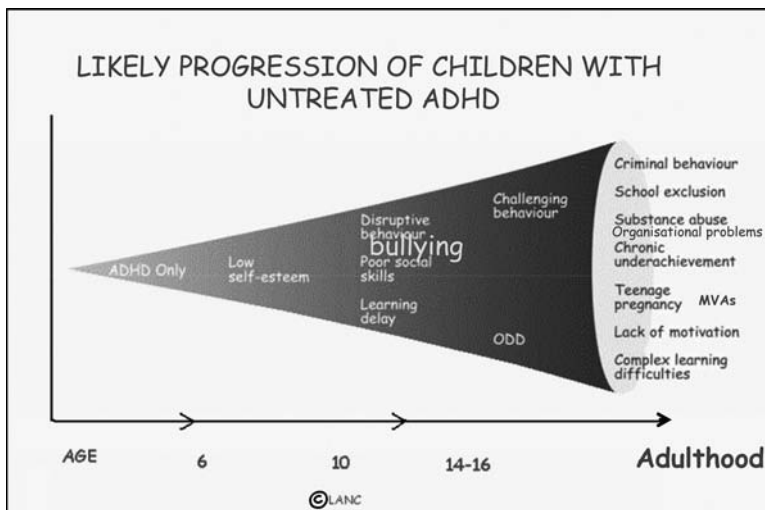 LIKELY PROGRESSION OF CHILDREN WITH
UNTREATED ADHD
ADHD Only
Low
self-esteem
Disruptive
behaviour
bullying
Poor social
skills
Learning
delay
Challenging
behaviour
ODD
Criminal behaviour
School exclusion
Substance abuse
Organisational problems
Chronic
underachievement
Teenage
pregnancy MVAs
Lack of motivation
Complex learning
difficulties
AGE 6 10 14-16 Adulthood
© LANC